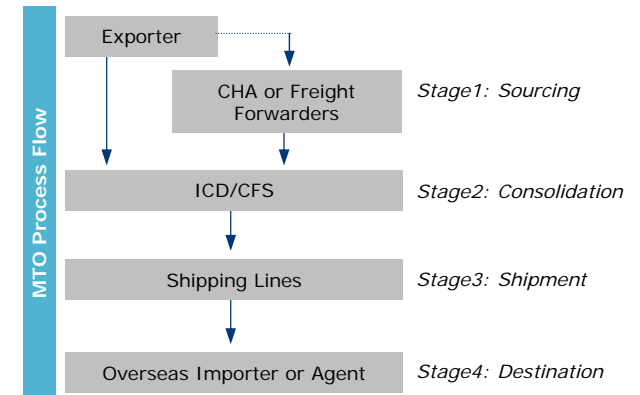 MTO Process Flow
Exporter
CHA or Freight
Forwarders
Stage1: Sourcing
ICD/CFS
Stage2: Consolidation
Shipping Lines
Stage3: Shipment
Overseas Importer or Agent
Stage4: Destination